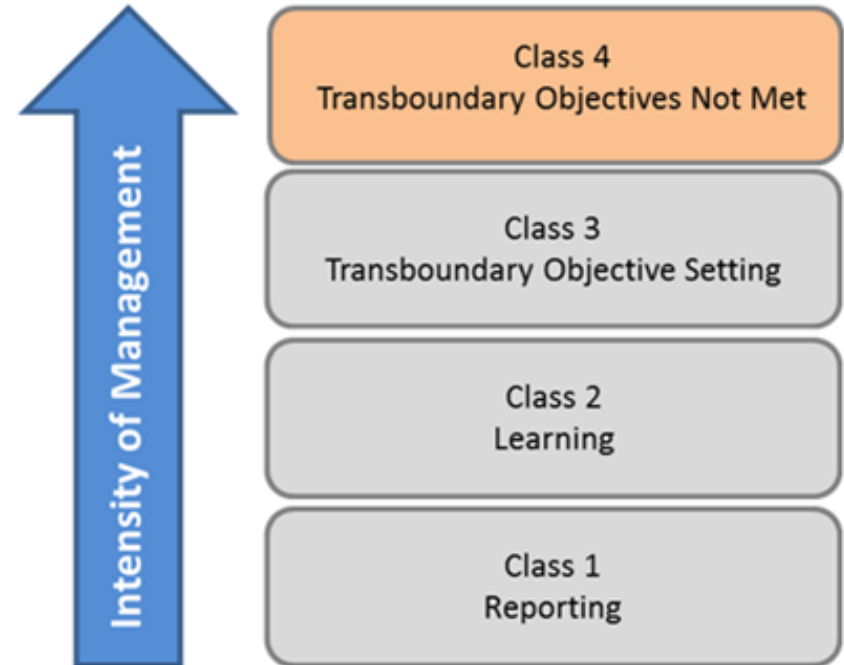 Intensity of Management
Class 4
Transboundary Objectives Not Met
Class 3
Transboundary Objective Setting
Class 2
Learning
Class 1
Reporting